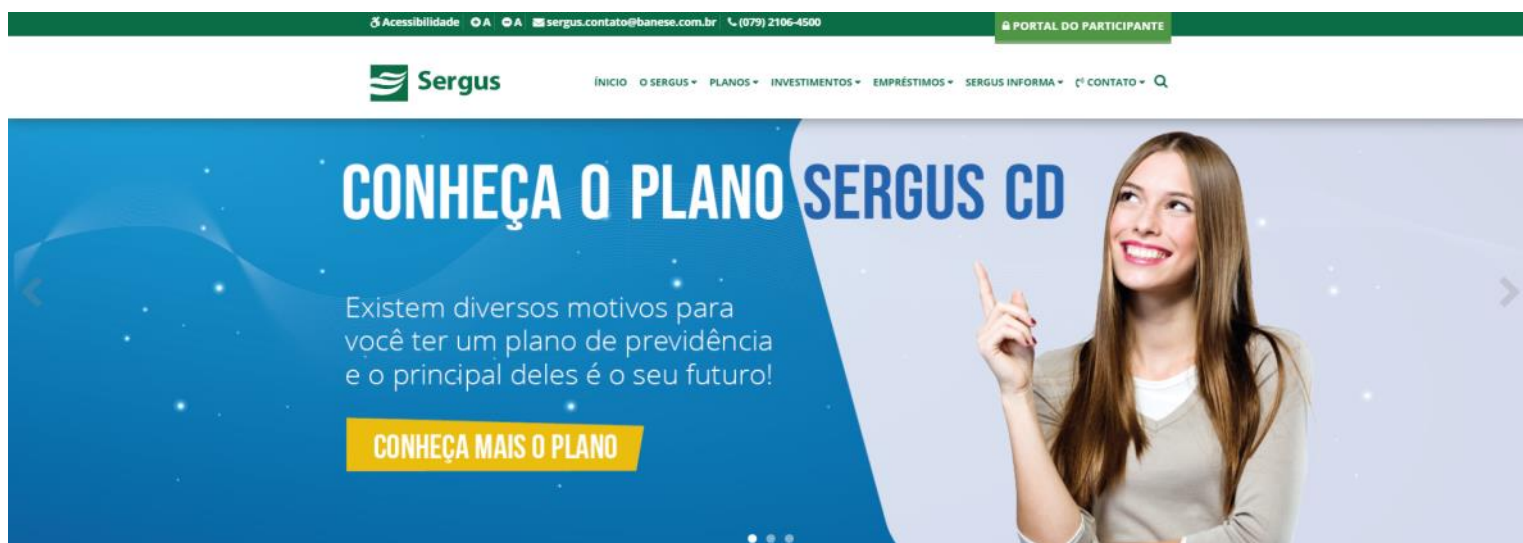 Acessibilidade A A sergus.contato@banese.com.br (079) 2106-4500
PORTAL DO PARTICIPANTE
Sergus
ÍNICIO O SERGUS PLANOS INVESTIMENTOS EMPRÉSTIMOS SERGUS INFORMA CONTATO
CONHEÇA O PLANO SERGUS CD
Existem diversos motivos para
você ter um plano de previdência
e o principal deles é o seu futuro!
CONHEÇA MAIS O PLANO